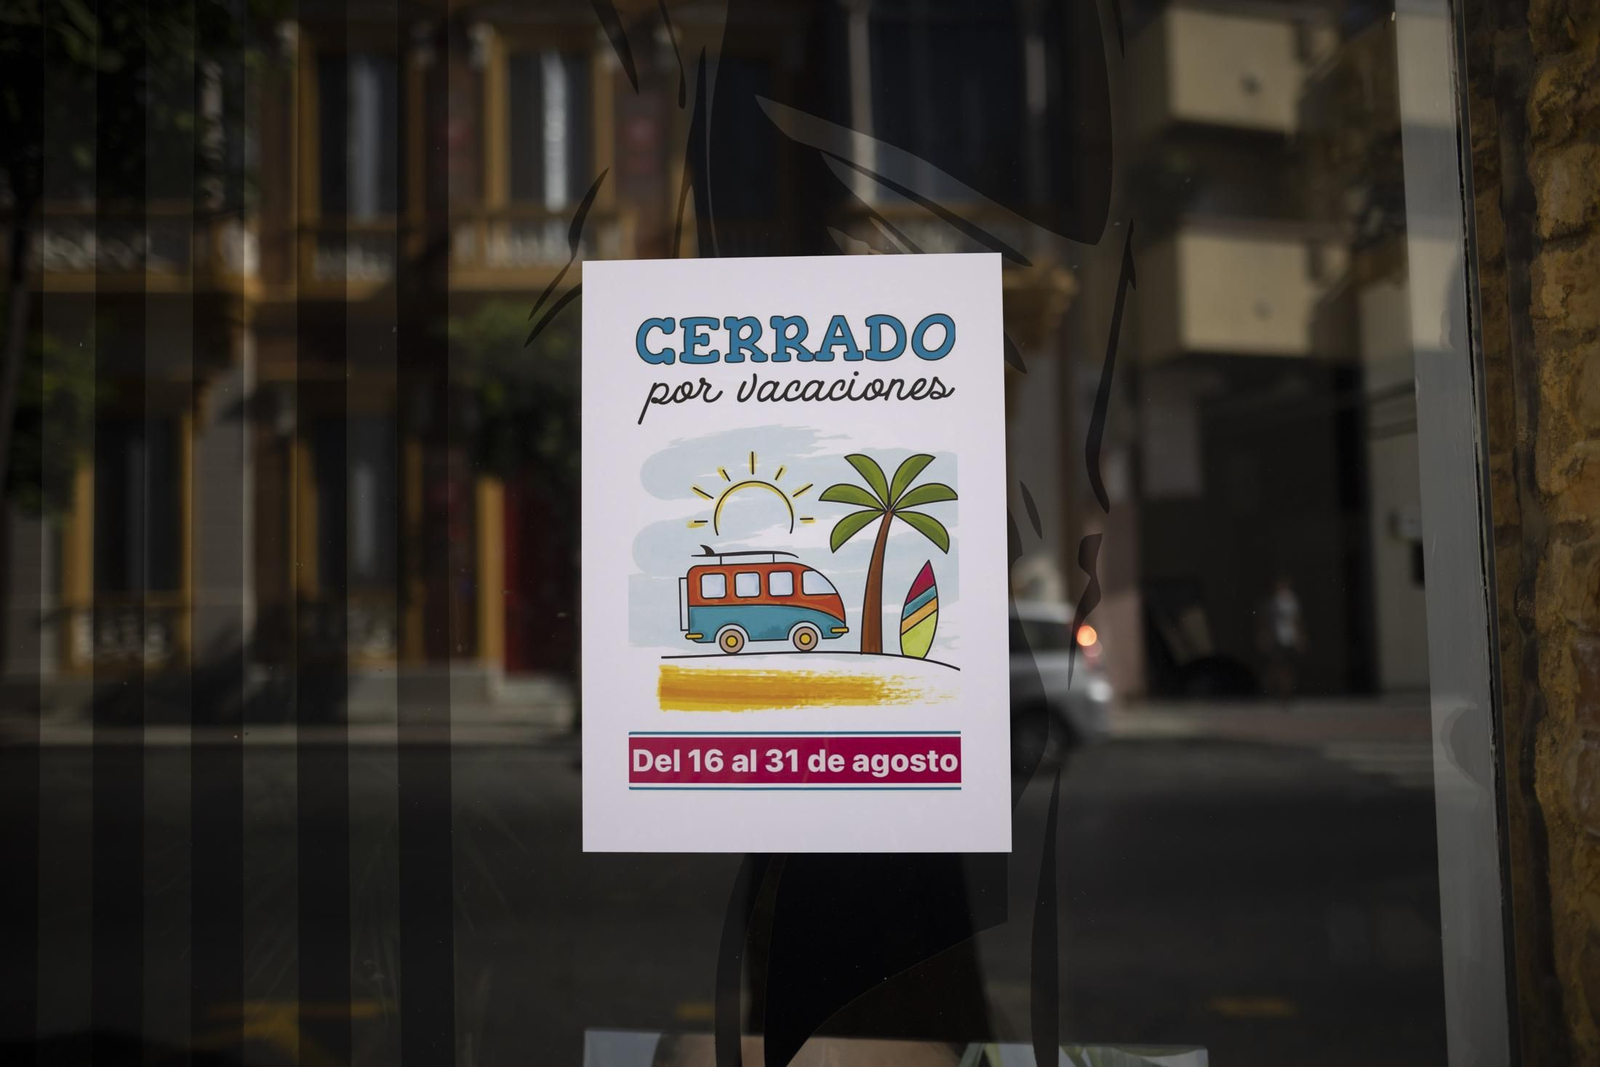 CERRADO
por vacaciones
Del 16 al 31 de agosto